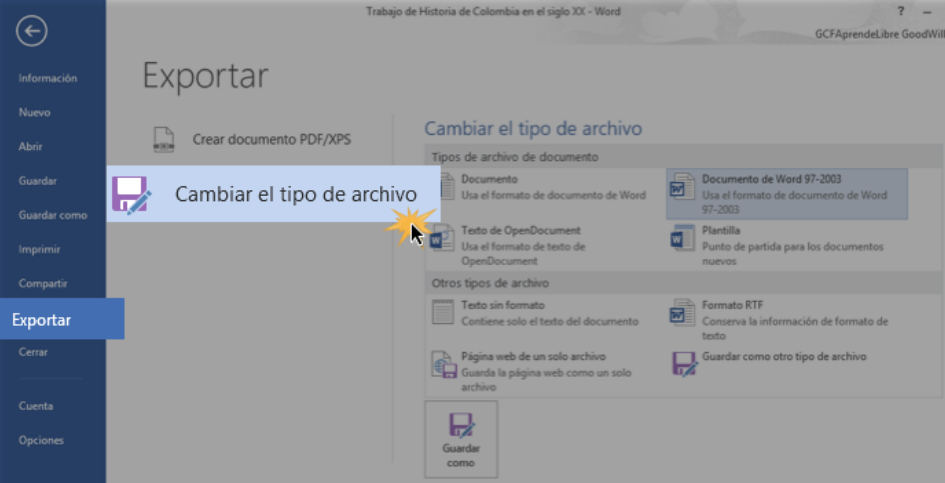 Trabajo de Historia de Colombia en el siglo XX - Word
?
GCFAprendeLibre GoodWill
Información
Nuevo
Abrir
Guardar
Guardar como
Imprimir
Compartir
Exportar
Cerrar
Cuenta
Opciones
Exportar
Crear documento PDF/XPS
Cambiar el tipo de archivo
Cambiar el tipo de archivo
Tipos de archivo de documento
Documento
Usa el formato de documento de Word
Documento de Word 97-2003
Usa el formato de documento de Word
97-2003
Texto de OpenDocument
Usa el formato de texto de
OpenDocument
Plantilla
Punto de partida para los documentos
nuevos
Otros tipos de archivo
Texto sin formato
Contiene solo el texto del documento
Formato RTF
Conserva la información de formato de
texto
Página web de un solo archivo
Guarda la página web como un solo
archivo
Guardar como otro tipo de archivo
Guardar
como